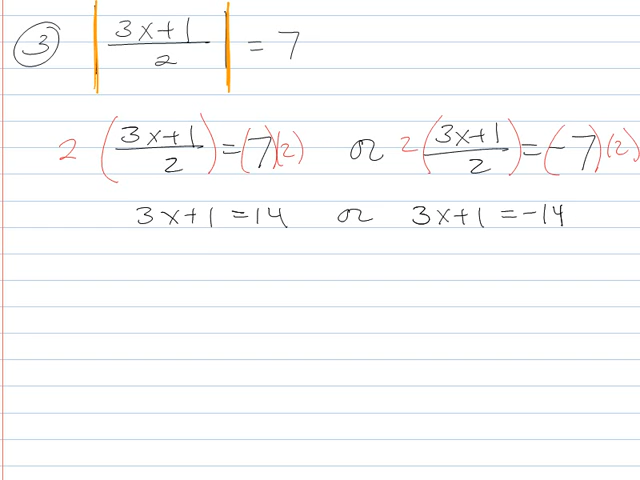 ③ |(3x+1)/2| = 7
2((3x+1)/2) = (7)(2) or 2((3x+1)/2) = (-7)(2)
3x+1 = 14 or 3x+1 = -14